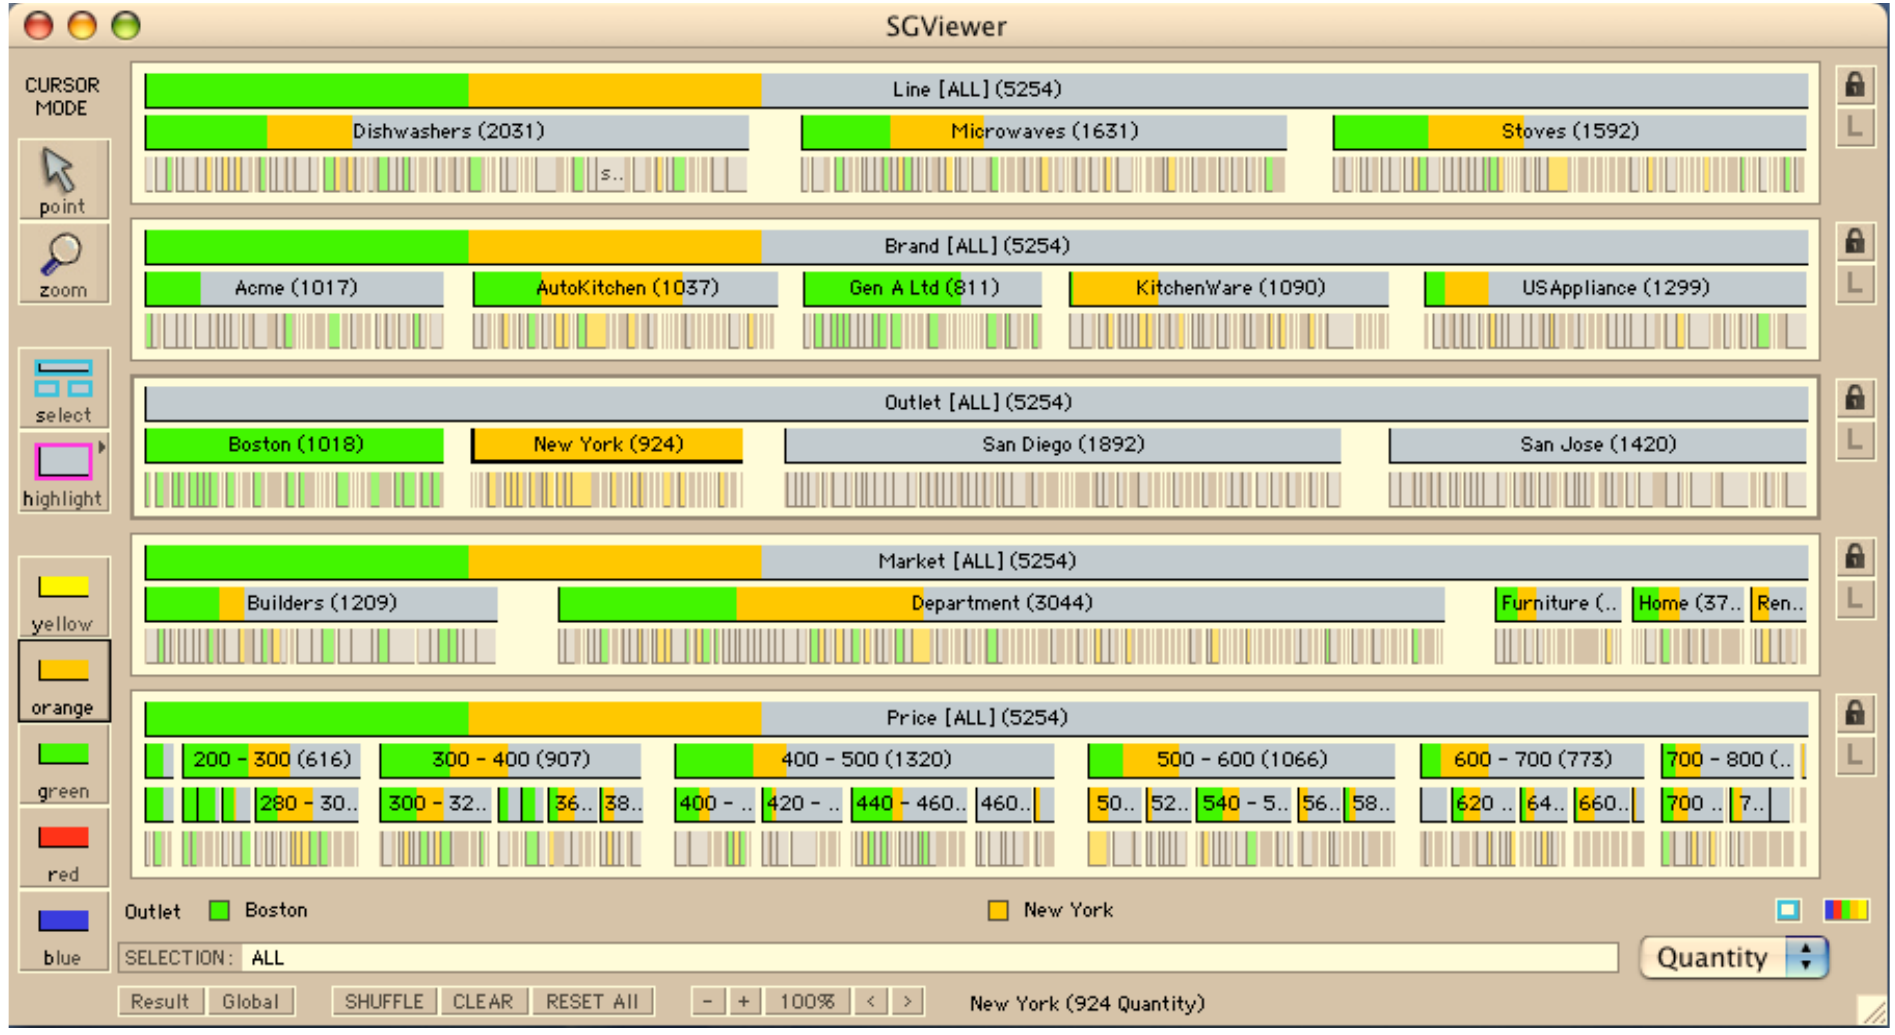 SGViewer
CURSOR
MODE
point
zoom
select
highlight
yellow
orange
green
red
blue
Line [ALL] (5254)
Dishwashers (2031) Microwaves (1631) Stoves (1592)
s..
Brand [ALL] (5254)
Acme (1017) AutoKitchen (1037) Gen A Ltd (811) KitchenWare (1090) USAppliance (1299)
Outlet [ALL] (5254)
Boston (1018) New York (924) San Diego (1892) San Jose (1420)
Market [ALL] (5254)
Builders (1209) Department (3044) Furniture (.. Home (37.. Ren..
Price [ALL] (5254)
200 - 300 (616) 300 - 400 (907) 400 - 500 (1320) 500 - 600 (1066) 600 - 700 (773) 700 - 800 (..
280 - 30.. 300 - 32.. 36.. 38.. 400 - .. 420 - .. 440 - 460.. 460.. 50.. 52.. 540 - 5.. 56.. 58.. 620 .. 64.. 660.. 700 .. 7..
L
L
L
L
L
Outlet Boston New York
SELECTION: ALL Quantity
Result Global SHUFFLE CLEAR RESET All - + 100% < > New York (924 Quantity)